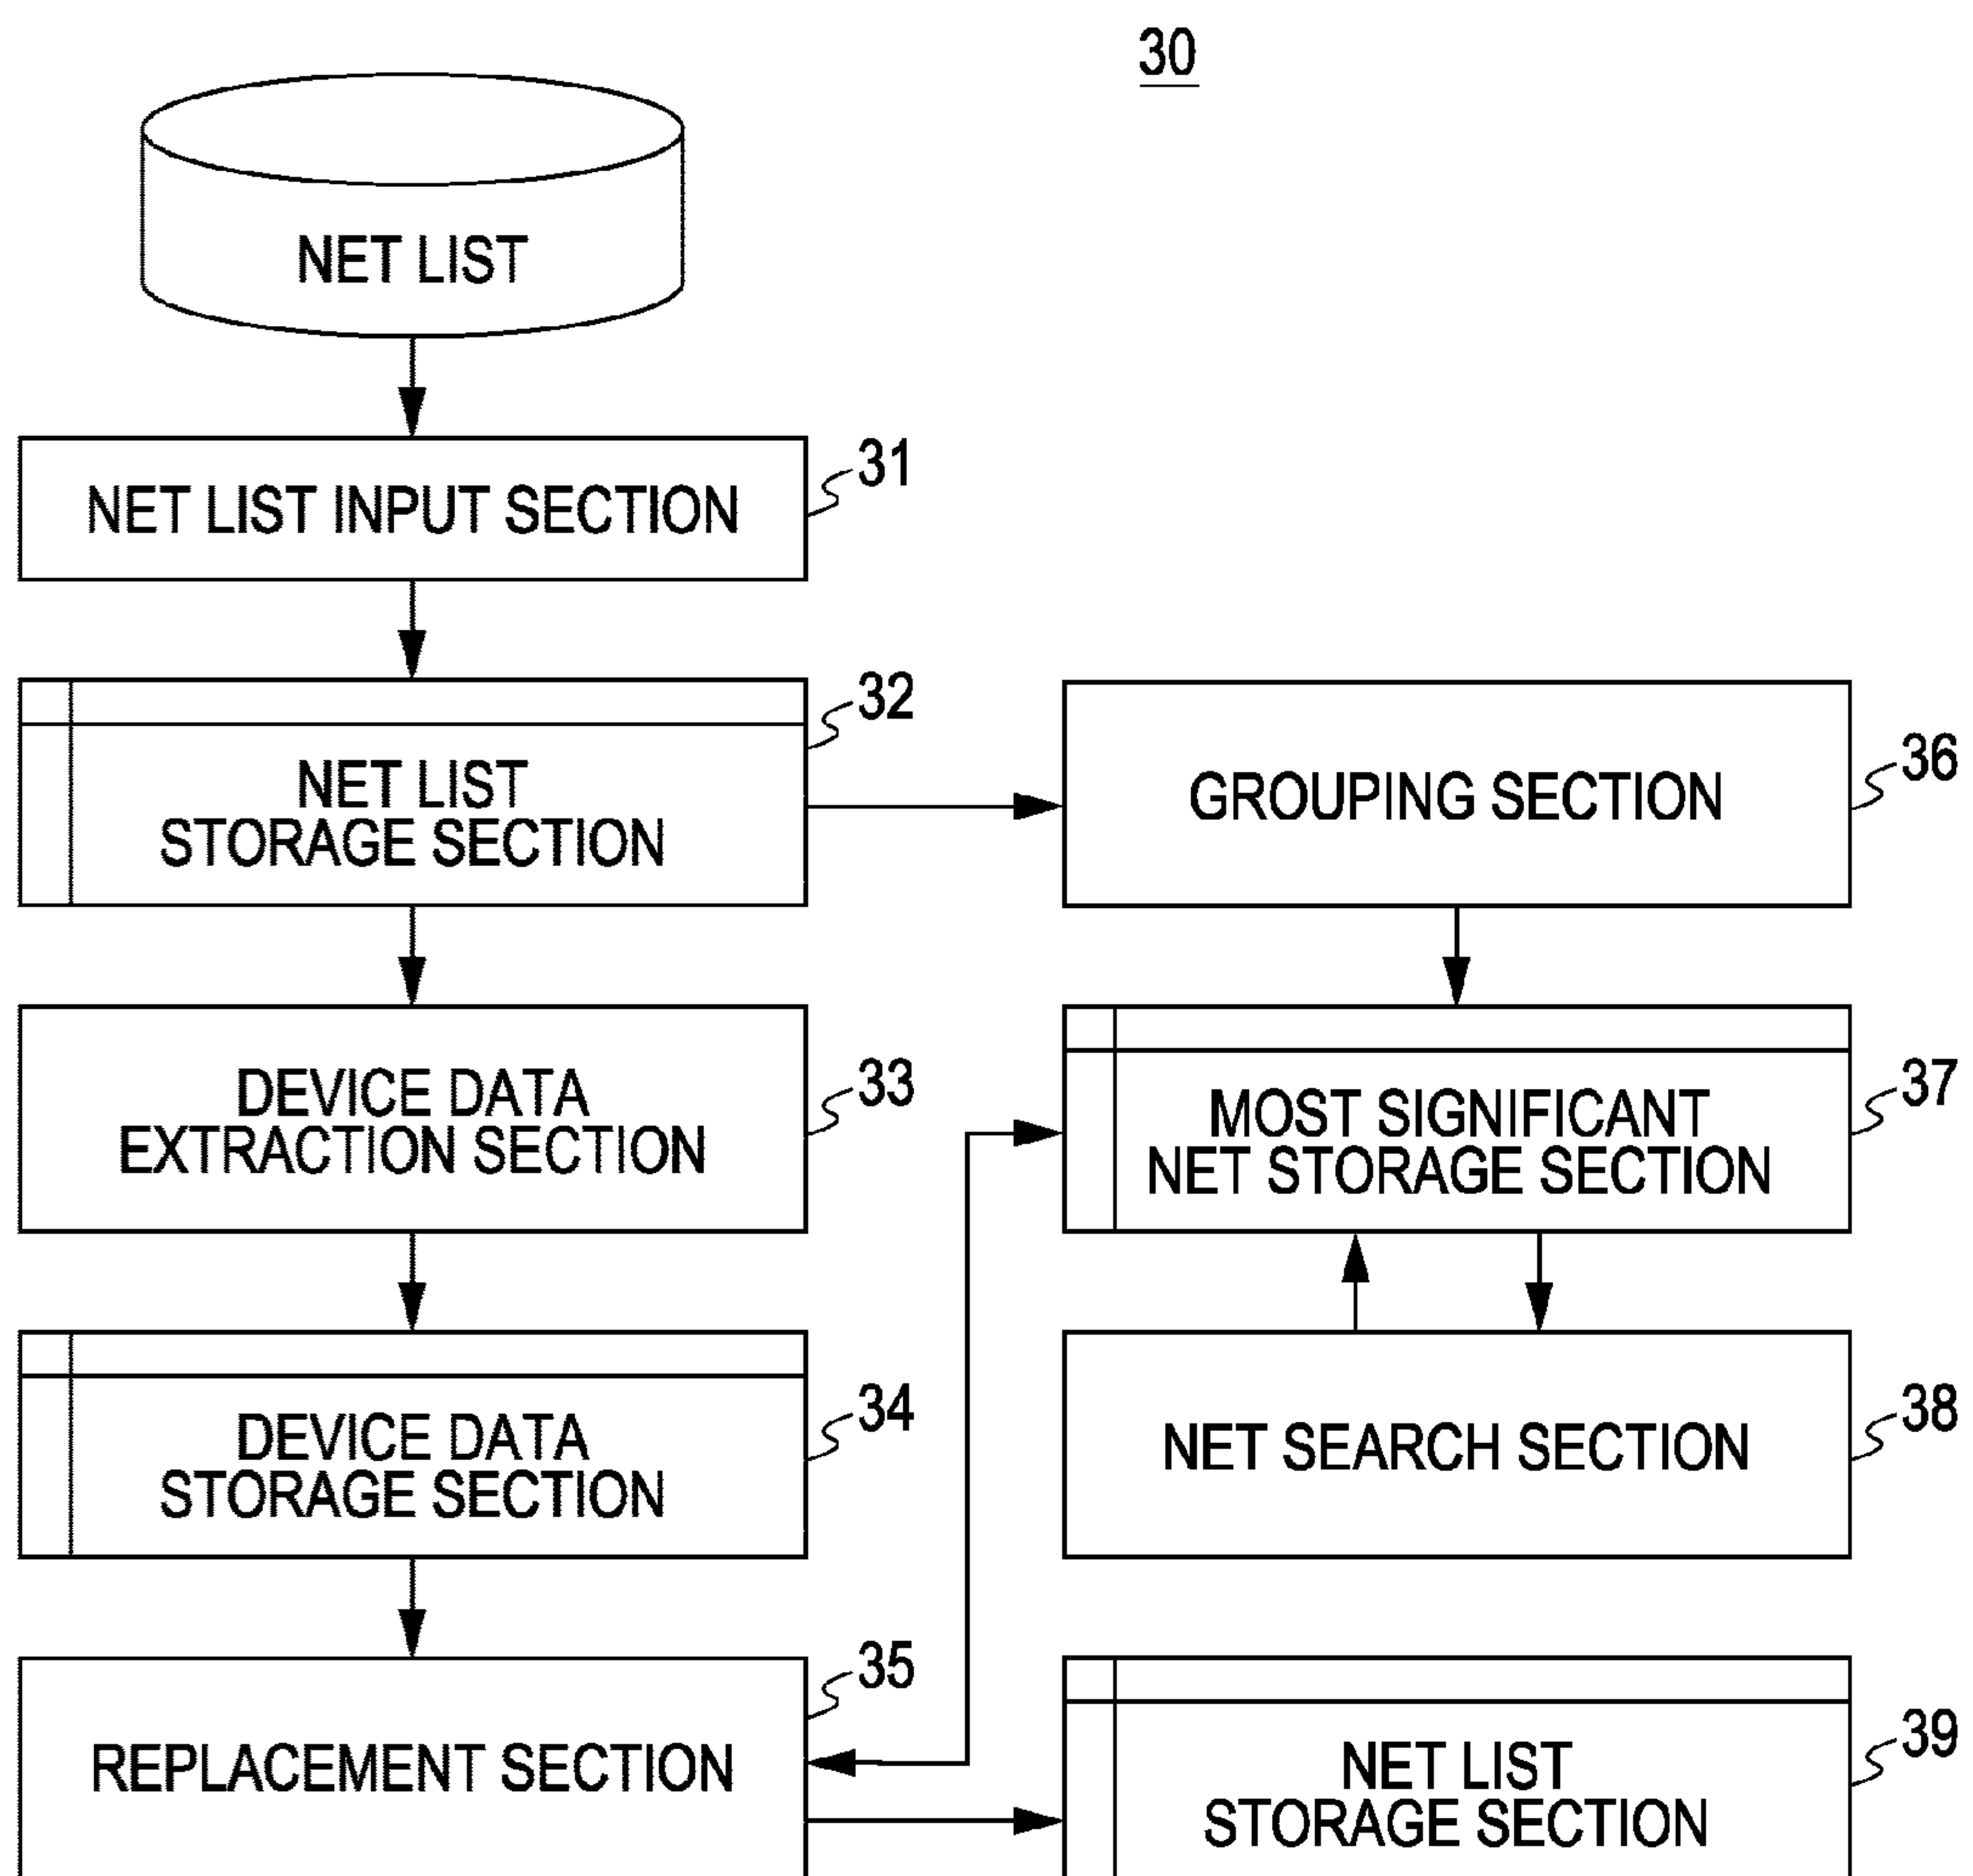 30
NET LIST
NET LIST INPUT SECTION
31
NET LIST
STORAGE SECTION
32
GROUPING SECTION
36
DEVICE DATA
EXTRACTION SECTION
33
MOST SIGNIFICANT
NET STORAGE SECTION
37
DEVICE DATA
STORAGE SECTION
34
NET SEARCH SECTION
38
REPLACEMENT SECTION
35
NET LIST
STORAGE SECTION
39